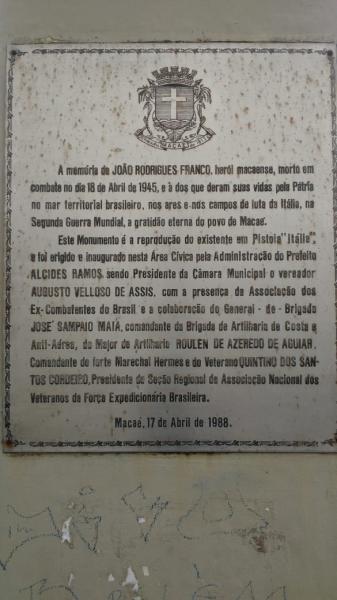 MACAÉ
A memória de JOÃO RODRIGUES FRANCO, herói macaense, morto em
combate no dia 18 de Abril de 1945, e à dos que deram suas vidas pela Pátria
no mar territorial brasileiro, nos ares e nos campos de luta da Itália, na
Segunda Guerra Mundial, a gratidão eterna do povo de Macaé.
Este Monumento é a reprodução do existente em Pistoia "Itália",
e foi erigido e inaugurado nesta Área Cívica pela Administração do Prefeito
ALCIDES RAMOS, sendo Presidente da Câmara Municipal o vereador
AUGUSTO VELLOSO DE ASSIS, com a presença da Associação dos
Ex-Combatentes do Brasil e a colaboração do General - de - Brigada
JOSÉ SAMPAIO MAIA, comandante da Brigada de Artilharia de Costa e
Anti-Aérea, do Major de Artilharia ROULEN DE AZEREDO DE AGUIAR,
Comandante do forte Marechal Hermes e do Veterano QUINTINO DOS SAN-
TOS CORDEIRO, Presidente da Seção Regional da Associação Nacional dos
Veteranos da Força Expedicionária Brasileira.
Macaé, 17 de Abril de 1988.